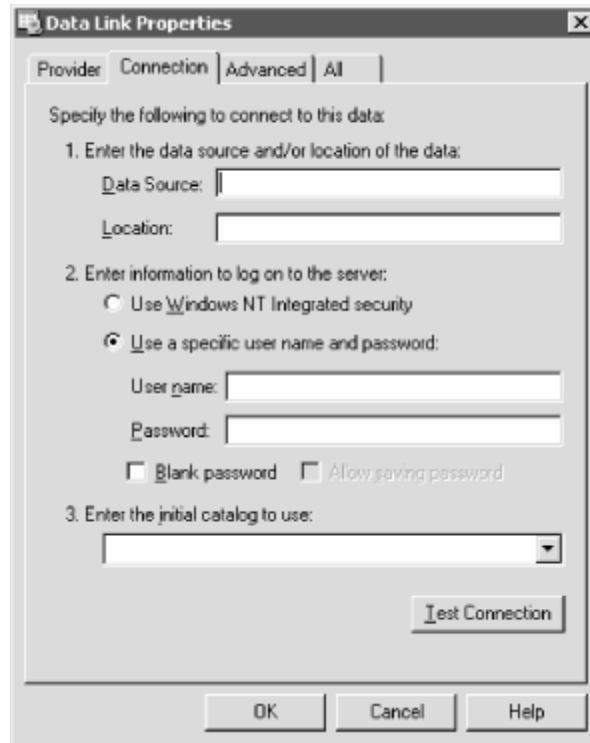 Data Link Properties
Provider Connection Advanced All
Specify the following to connect to this data:
1. Enter the data source and/or location of the data:
Data Source:
Location:
2. Enter information to log on to the server:
Use Windows NT Integrated security
Use a specific user name and password:
User name:
Password:
Blank password Allow saving password
3. Enter the initial catalog to use:
Test Connection
OK Cancel Help